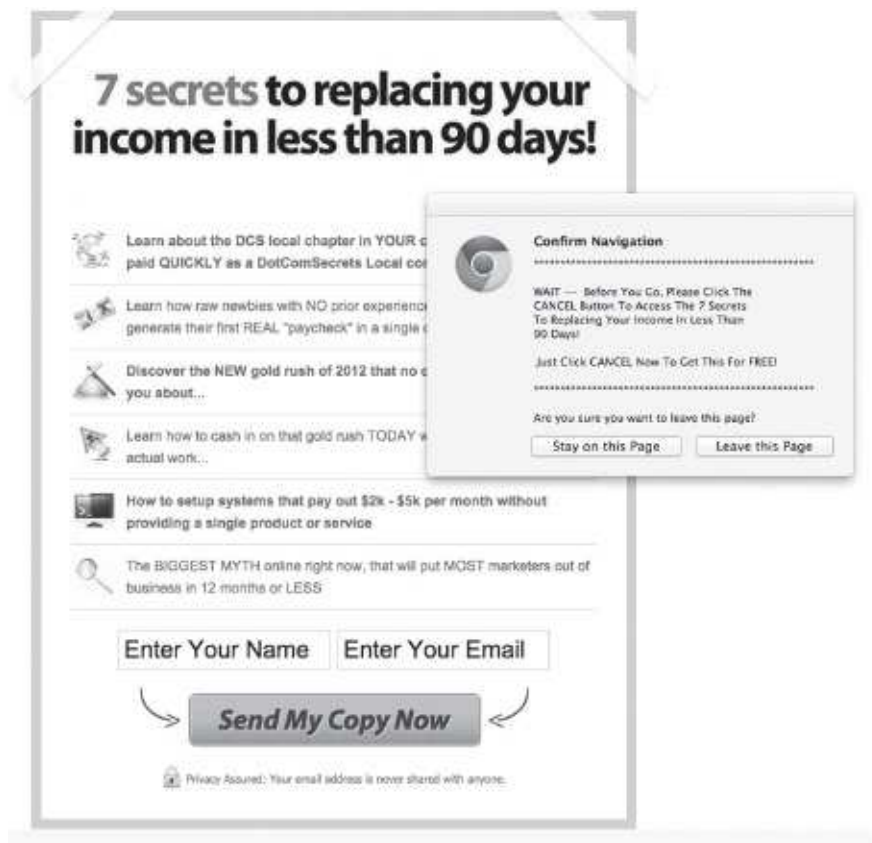 7 secrets to replacing your
income in less than 90 days!
Learn about the DCS local chapter in YOUR
paid QUICKLY as a DotComSecrets Local
Learn how raw newbies with NO prior experience
generate their first REAL "paycheck" in a single
Discover the NEW gold rush of 2012 that no
you about...
Learn how to cash in on that gold rush TODAY
actual work...
How to setup systems that pay out $2k - $5k per month without
providing a single product or service
The BIGGEST MYTH online right now, that will put MOST marketers out of
business in 12 months or LESS
Enter Your Name Enter Your Email
Send My Copy Now
Privacy Assured: Your email address is never shared with anyone.
Confirm Navigation
WAIT --- Before You Go, Please Click The
CANCEL Button To Access The 7 Secrets
To Replacing Your Income In Less Than
90 Days!
Just Click CANCEL Now To Get This For FREE!
Are you sure you want to leave this page?
Stay on this Page Leave this Page